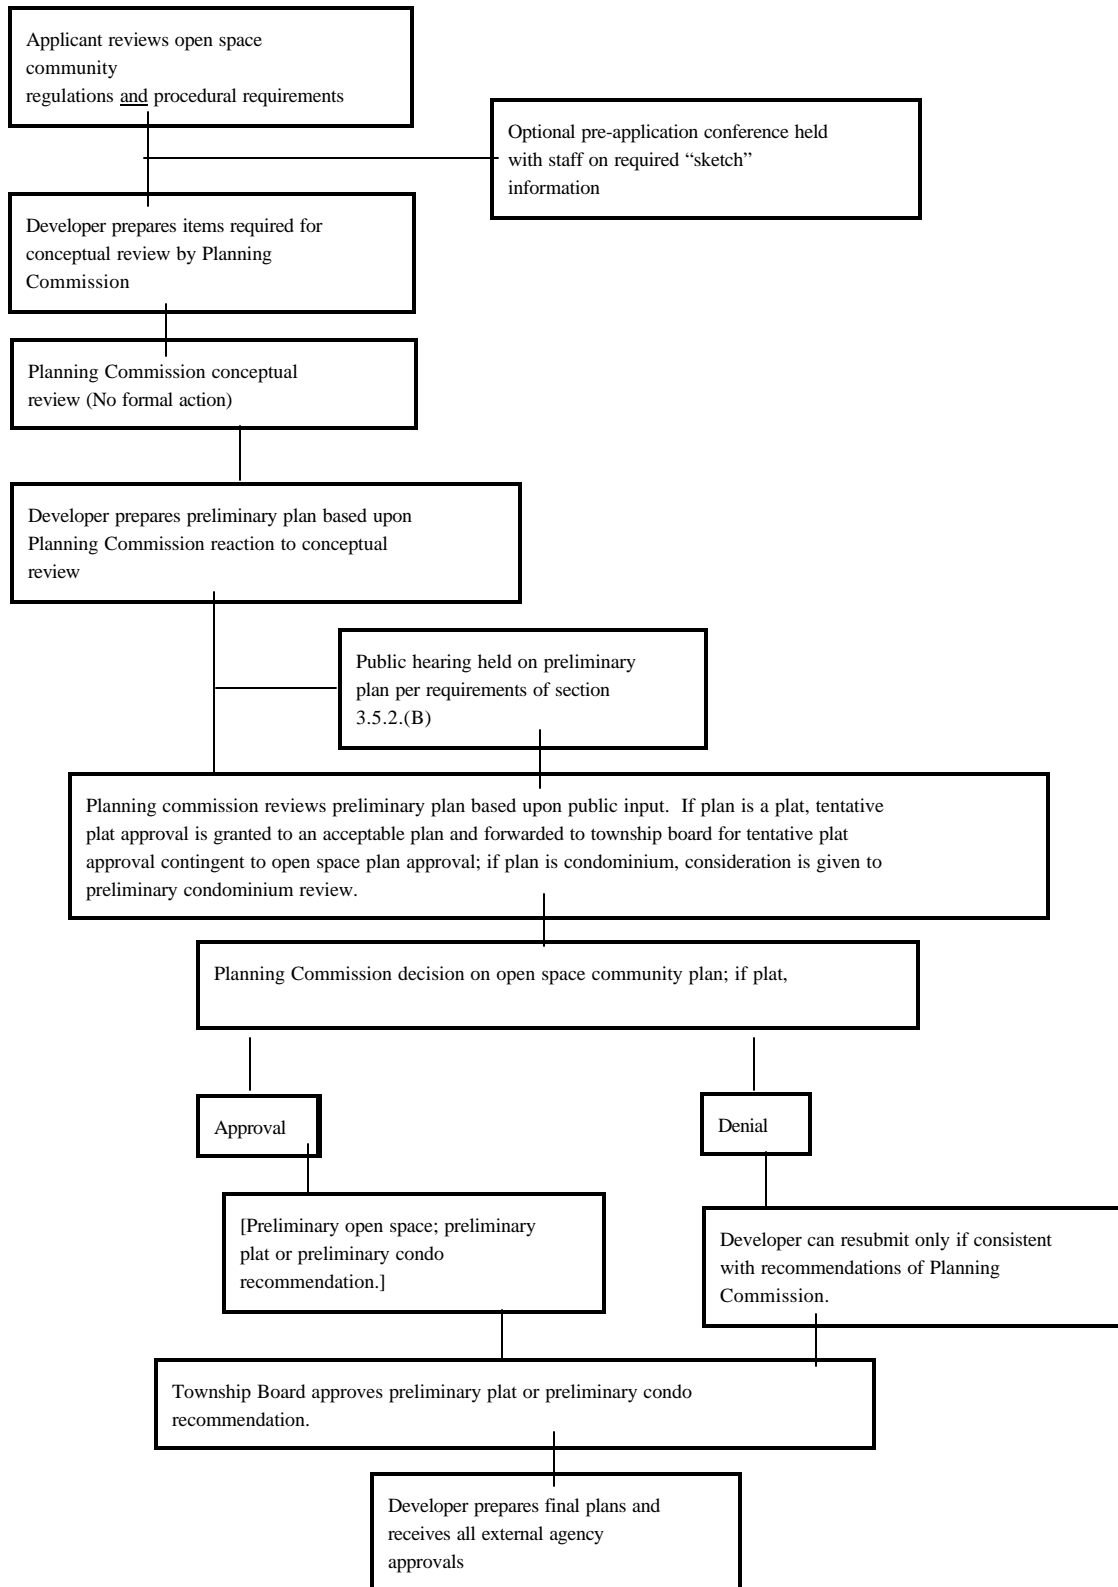 Applicant reviews open space
community
regulations and procedural requirements
Optional pre-application conference held
with staff on required “sketch”
information
Developer prepares items required for
conceptual review by Planning
Commission
Planning Commission conceptual
review (No formal action)
Developer prepares preliminary plan based upon
Planning Commission reaction to conceptual
review
Public hearing held on preliminary
plan per requirements of section
3.5.2.(B)
Planning commission reviews preliminary plan based upon public input.  If plan is a plat, tentative
plat approval is granted to an acceptable plan and forwarded to township board for tentative plat
approval contingent to open space plan approval; if plan is condominium, consideration is given to
preliminary condominium review.
Planning Commission decision on open space community plan; if plat,
Approval
Denial
[Preliminary open space; preliminary
plat or preliminary condo
recommendation.]
Developer can resubmit only if consistent
with recommendations of Planning
Commission.
Township Board approves preliminary plat or preliminary condo
recommendation.
Developer prepares final plans and
receives all external agency
approvals